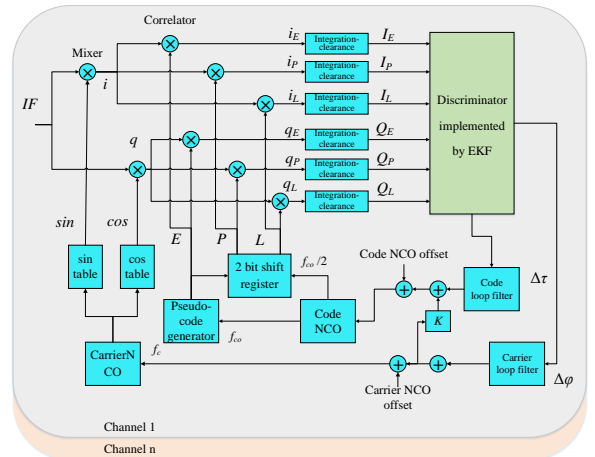 Correlator
Mixer
IF
i
q
sin
cos
E
P
L
i_E
i_P
i_L
q_E
q_P
q_L
Integration-
clearance
Integration-
clearance
Integration-
clearance
Integration-
clearance
Integration-
clearance
Integration-
clearance
I_E
I_P
I_L
Q_E
Q_P
Q_L
Discriminator
implemented
by EKF
sin
table
cos
table
2 bit shift
register
f_co/2
Code NCO offset
Code
loop filter
Δτ
Pseudo-
code
generator
f_co
Code
NCO
K
CarrierN
CO
f_c
Carrier
loop filter
Δφ
Carrier NCO
offset
Channel 1
Channel n